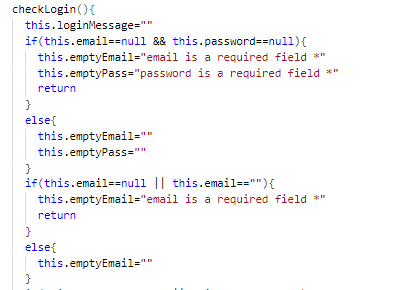 checkLogin(){
this.loginMessage=""
if(this.email==null && this.password==null){
this.emptyEmail="email is a required field *"
this.emptyPass="password is a required field *"
return
}
else{
this.emptyEmail=""
this.emptyPass=""
}
if(this.email==null || this.email==""){
this.emptyEmail="email is a required field *"
return
}
else{
this.emptyEmail=""
}